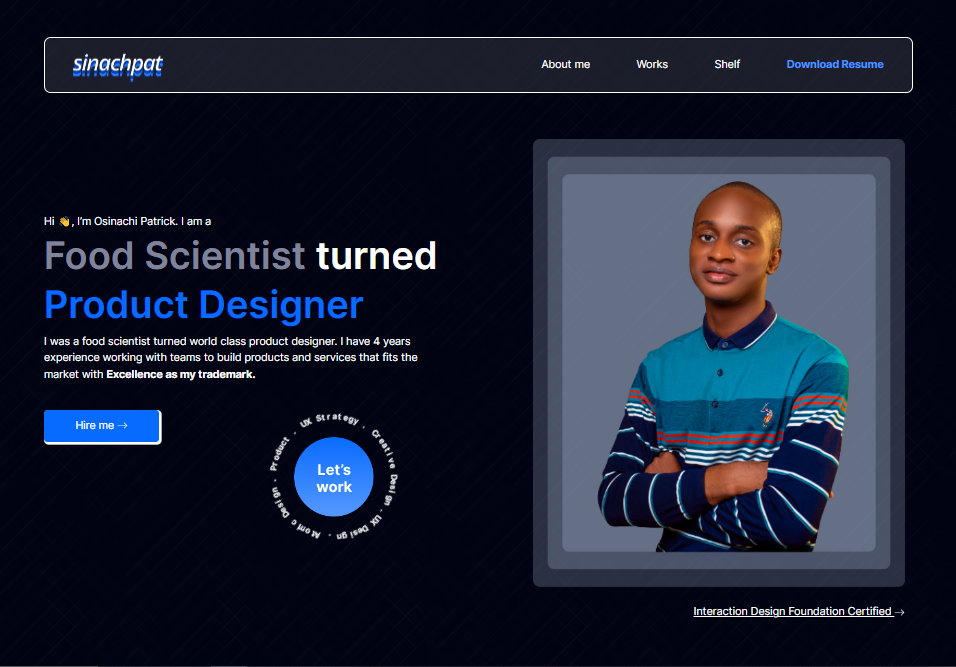 sinachpat
About me
Works
Shelf
Download Resume
Hi 👋, I'm Osinachi Patrick. I am a
Food Scientist turned
Product Designer
I was a food scientist turned world class product designer. I have 4 years
experience working with teams to build products and services that fits the
market with Excellence as my trademark.
Hire me →
Product · UX Strategy · Creative Design · UX Design · Atomic Design ·
Let's
work
Interaction Design Foundation Certified →